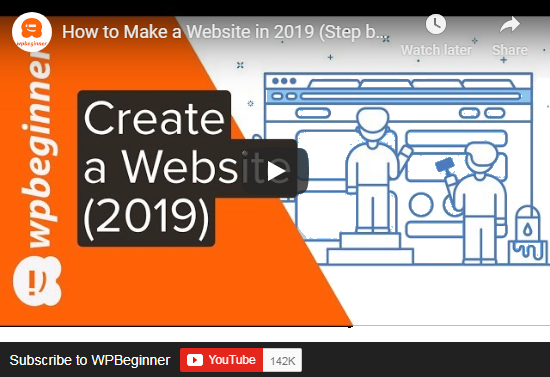 wpbeginner
How to Make a Website in 2019 (Step b...
Watch later
Share
wpbeginner
Create
a Website
(2019)
Subscribe to WPBeginner
YouTube
142K